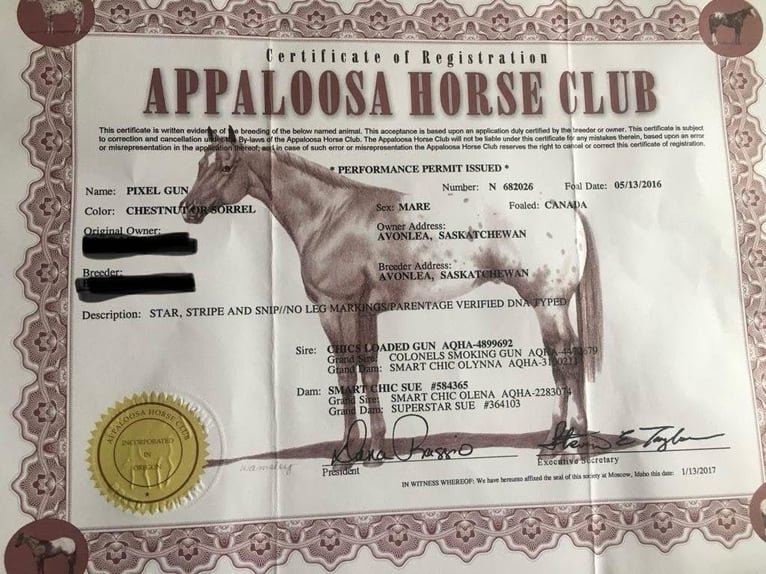 Certificate of Registration
APPALOOSA HORSE CLUB
This certificate is written evidence of the breeding of the below named animal. This acceptance is based upon an application duly certified by the breeder or owner. This certificate is subject
to correction and cancellation under the By-laws of the Appaloosa Horse Club. The Appaloosa Horse Club will not be liable under this certificate for any mistakes therein, based upon an error
or misrepresentation in the application thereof; and in case of such error or misrepresentation the Appaloosa Horse Club reserves the right to cancel or correct this certificate of registration.
* PERFORMANCE PERMIT ISSUED *
Name: PIXEL GUN Number: N 682026 Foal Date: 05/13/2016
Color: CHESTNUT OR SORREL Sex: MARE Foaled: CANADA
Original Owner:
Owner Address:
AVONLEA, SASKATCHEWAN
Breeder:
Breeder Address:
AVONLEA, SASKATCHEWAN
Description: STAR, STRIPE AND SNIP//NO LEG MARKINGS/PARENTAGE VERIFIED DNA TYPED
Sire: CHICS LOADED GUN AQHA-4899692
Grand Sire: COLONELS SMOKING GUN AQHA-
Grand Dam: SMART CHIC OLYNNA
Dam: SMART CHIC SUE #584365
Grand Sire: SMART CHIC OLENA AQHA-2283074
Grand Dam: SUPERSTAR SUE #364103
APPALOOSA HORSE CLUB
INCORPORATED
IN
OREGON
Wamsley
President
Executive Secretary
IN WITNESS WHEREOF: We have hereunto affixed the seal of this society at Moscow, Idaho this date: 1/13/2017